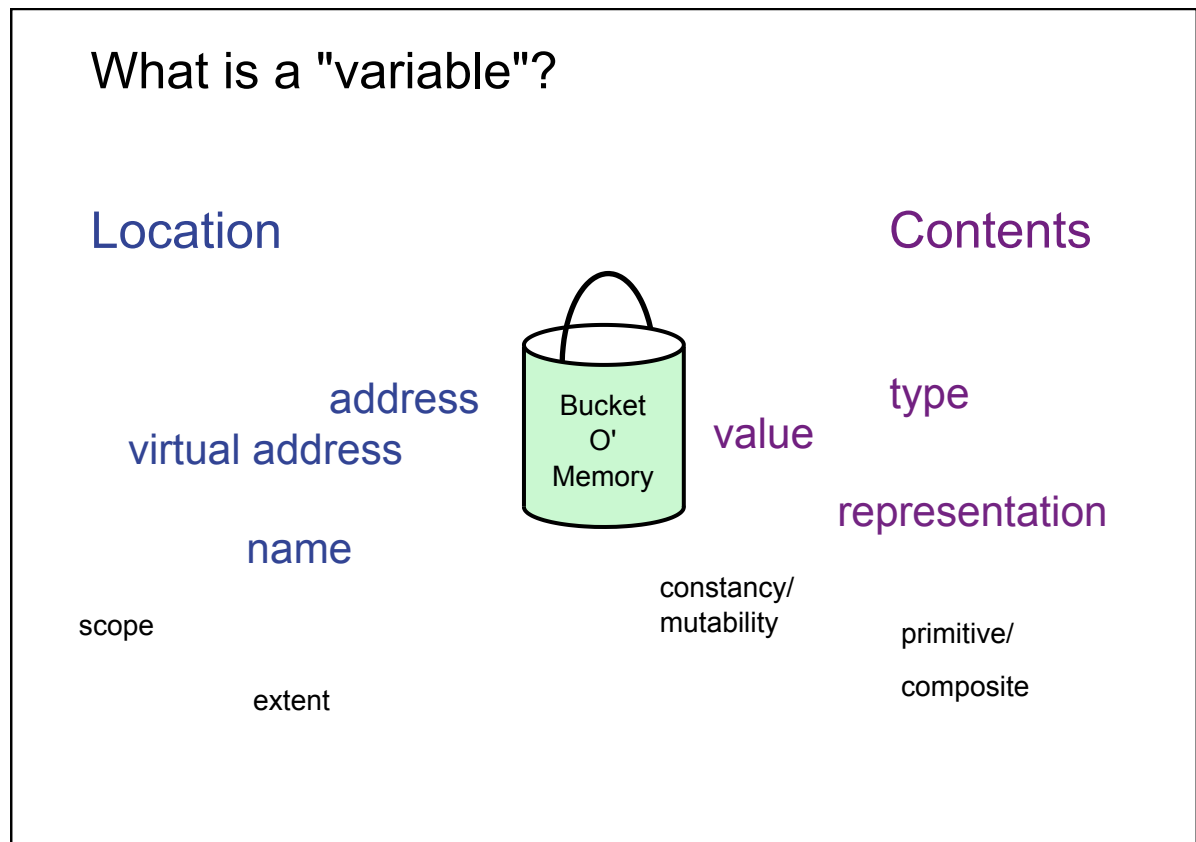 What is a "variable"?
Location
Contents
address
virtual address
name
scope
extent
Bucket
O'
Memory
value
type
representation
constancy/
mutability
primitive/
composite